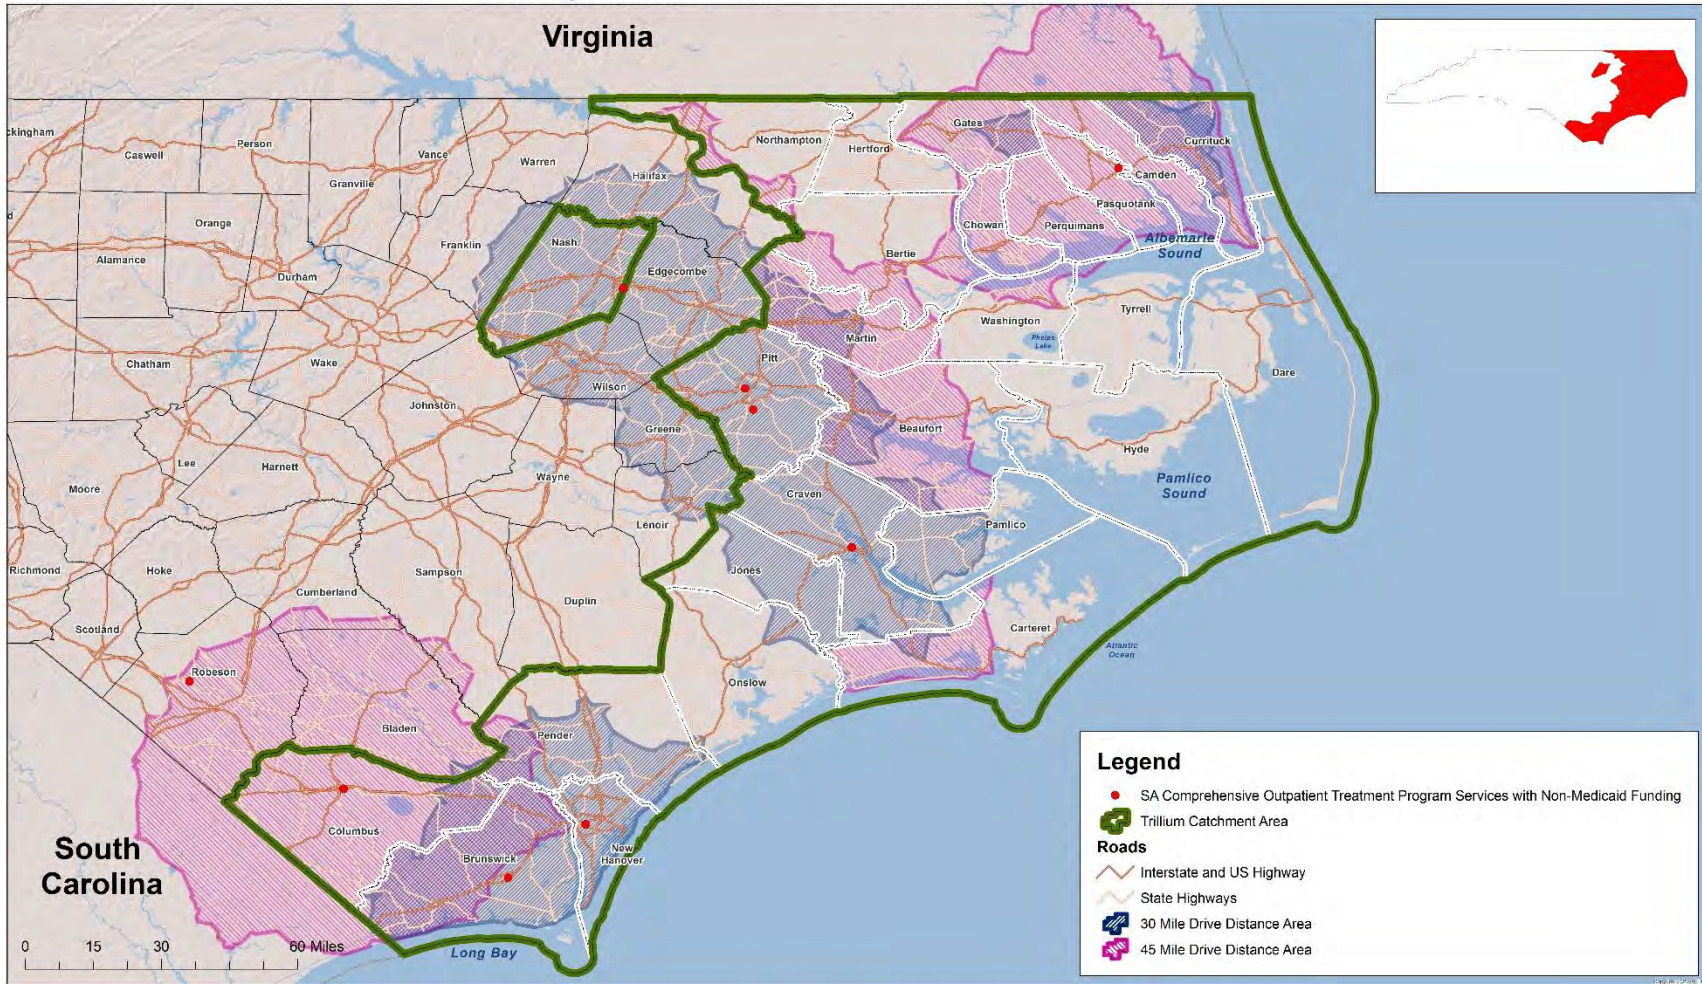 Virginia
ckingham
Caswell
Person
Granville
Vance
Warren
Northampton
Hertford
Gates
Currituck
Camden
Pasquotank
Perquimans
Chowan
Albemarle
Sound
Halifax
Franklin
Nash
Edgecombe
Bertie
Orange
Alamance
Durham
Washington
Tyrrell
Phelps
Lake
Martin
Dare
Chatham
Wake
Pitt
Wilson
Johnston
Greene
Beaufort
Hyde
Pamlico
Sound
Lee
Harnett
Moore
Wayne
Craven
Lenoir
Pamlico
Richmond
Hoke
Sampson
Jones
Cumberland
Duplin
Scotland
Carteret
Atlantic
Ocean
Robeson
Onslow
Bladen
Pender
Columbus
Brunswick
New
Hanover
South
Carolina
0 15 30 60 Miles
Long Bay
Legend
SA Comprehensive Outpatient Treatment Program Services with Non-Medicaid Funding
Trillium Catchment Area
Roads
Interstate and US Highway
State Highways
30 Mile Drive Distance Area
45 Mile Drive Distance Area